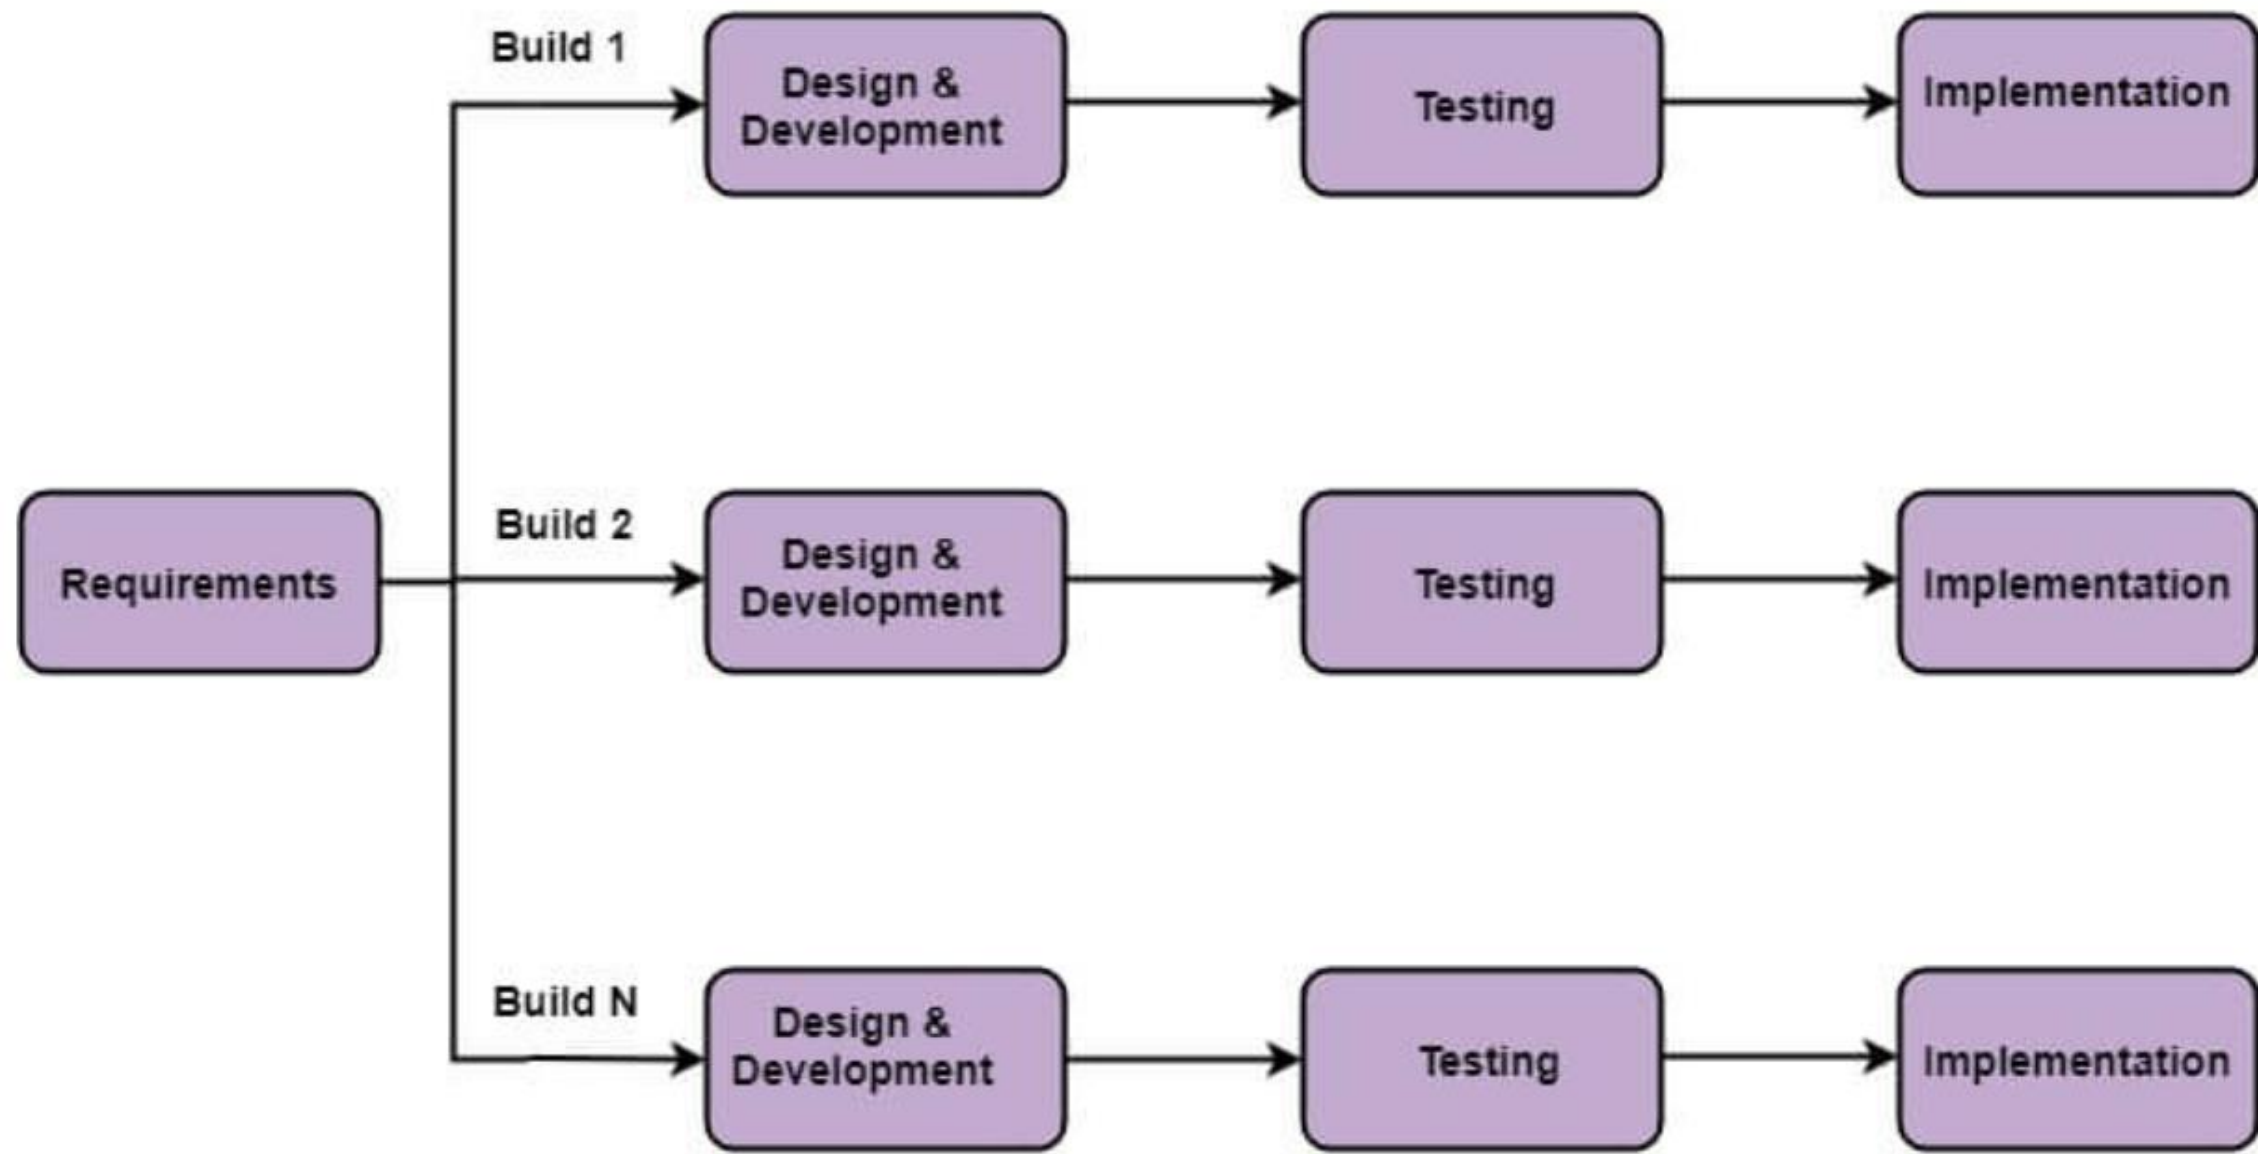 Build 1
Design &
Development
Testing
Implementation
Requirements
Build 2
Design &
Development
Testing
Implementation
Build N
Design &
Development
Testing
Implementation